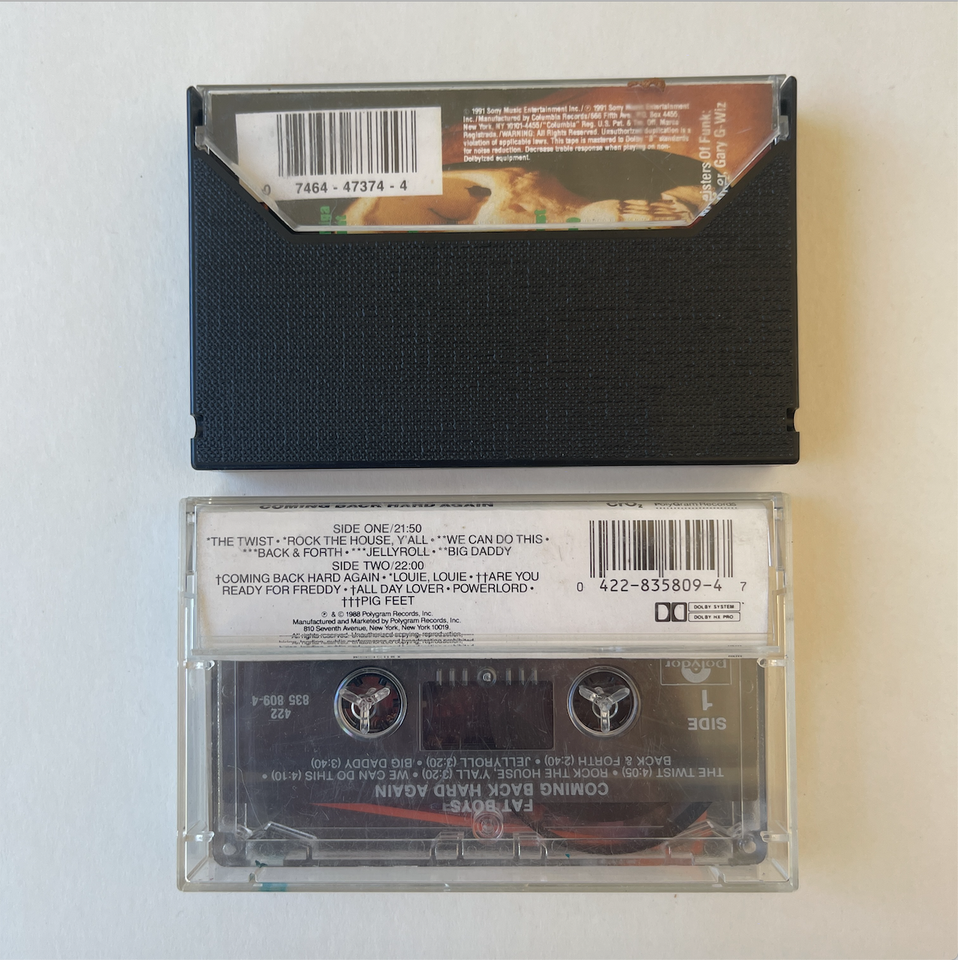 0 7464 - 47374 - 4
℗ 1991 Sony Music Entertainment Inc./ ℗ 1991 Sony Music Entertainment
Inc./Manufactured by Columbia Records/666 Fifth Ave., P.O. Box 4455,
New York, NY 10101-4455/"Columbia" Reg. U.S. Pat. & Tm. Off. Marca
Registrada./WARNING: All Rights Reserved. Unauthorized duplication is a
violation of applicable laws. This tape is mastered to Dolby "B" standards
for noise reduction. Decrease treble response when playing on non-
Dolbyized equipment.
isters Of Funk:
or, Gary G-Wiz
COMING BACK HARD AGAIN
CrO₂ PolyGram Records
SIDE ONE/21:50
*THE TWIST • *ROCK THE HOUSE, Y'ALL • **WE CAN DO THIS •
***BACK & FORTH • ***JELLYROLL • **BIG DADDY
SIDE TWO/22:00
†COMING BACK HARD AGAIN • *LOUIE, LOUIE • ††ARE YOU
READY FOR FREDDY • †ALL DAY LOVER • POWERLORD •
†††PIG FEET
℗ & © 1988 Polygram Records, Inc.
Manufactured and Marketed by Polygram Records, Inc.
810 Seventh Avenue, New York, New York 10019.
All rights reserved. Unauthorized copying, reproduction,
0 422-835809-4 7
DOLBY SYSTEM
DOLBY HX PRO
FAT BOYS
COMING BACK HARD AGAIN
THE TWIST (4:05) • ROCK THE HOUSE, Y'ALL (3:20) • WE CAN DO THIS (4:10) •
BACK & FORTH (2:40) • JELLYROLL (3:20) • BIG DADDY (3:40)
SIDE
1
422
835 809-4
Polydor